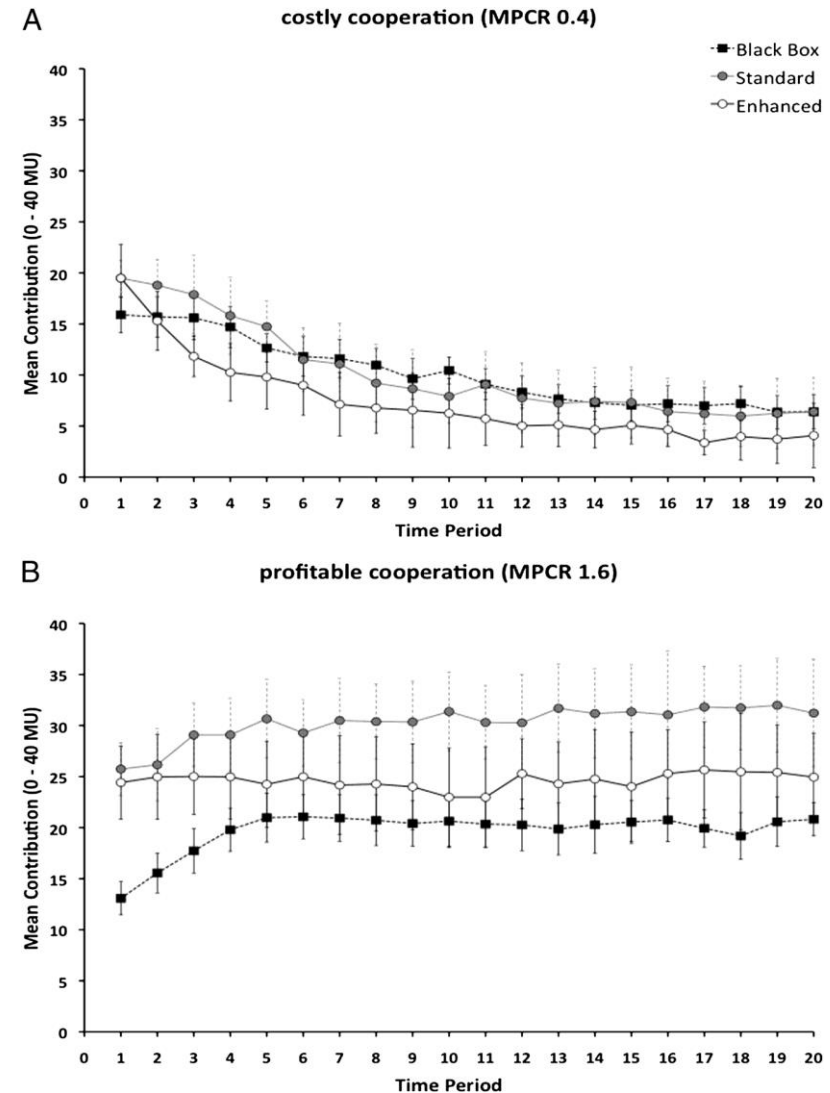 A
costly cooperation (MPCR 0.4)
Black Box
Standard
Enhanced
Mean Contribution (0 - 40 MU)
40
35
30
25
20
15
10
5
0
0 1 2 3 4 5 6 7 8 9 10 11 12 13 14 15 16 17 18 19 20
Time Period
B
profitable cooperation (MPCR 1.6)
Mean Contribution (0 - 40 MU)
40
35
30
25
20
15
10
5
0
0 1 2 3 4 5 6 7 8 9 10 11 12 13 14 15 16 17 18 19 20
Time Period